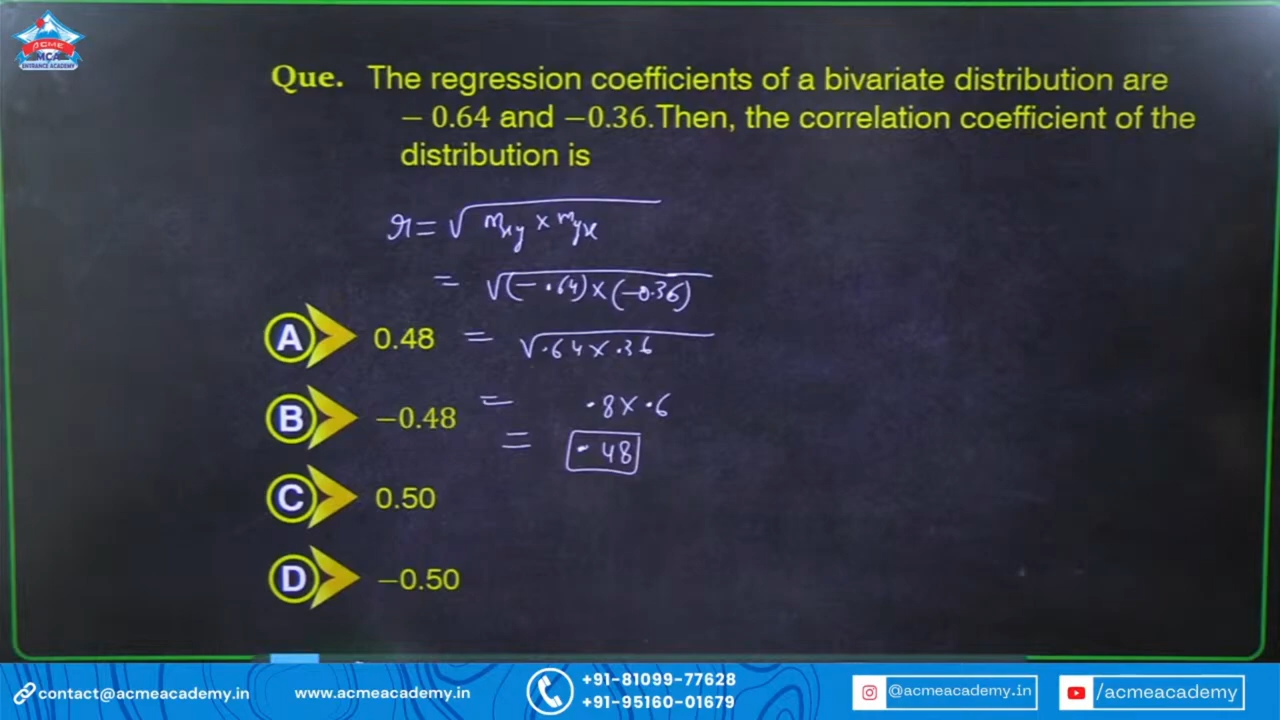 ACME
MCA
ENTRANCE ACADEMY
Que. The regression coefficients of a bivariate distribution are
− 0.64 and −0.36.Then, the correlation coefficient of the
distribution is
r = √(m_xy × m_yx)
= √((- .64) × (-0.36))
A 0.48
= √(.64 × .36)
B −0.48
= .8 × .6
= .48
C 0.50
D −0.50
contact@acmeacademy.in
www.acmeacademy.in
+91-81099-77628
+91-95160-01679
@acmeacademy.in
/acmeacademy